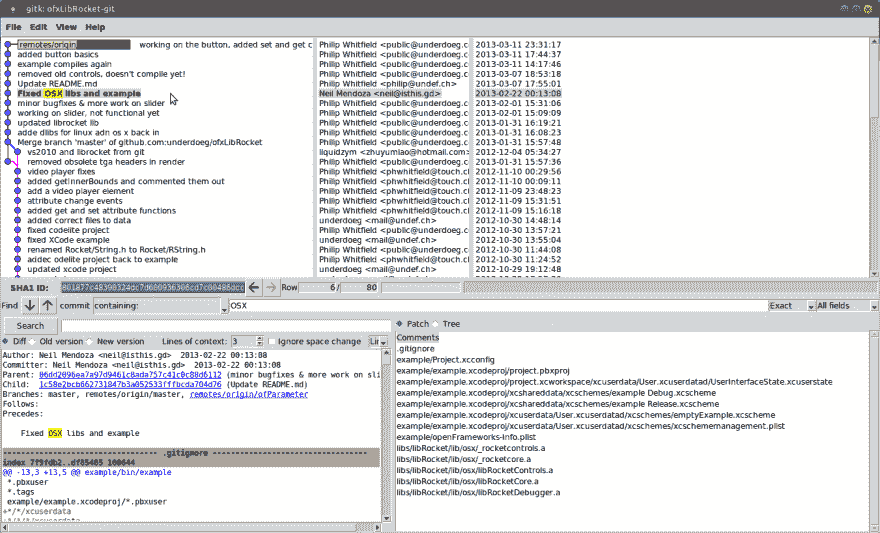 gitk: ofxLibRocket-git
File Edit View Help
remotes/origin working on the button, added set and get c Philip Whitfield <public@underdoeg.c 2013-03-11 23:31:17
added button basics Philip Whitfield <public@underdoeg.c 2013-03-11 17:44:37
example compiles again Philip Whitfield <public@underdoeg.c 2013-03-11 14:17:46
removed old controls, doesn't compile yet! Philip Whitfield <public@underdoeg.c 2013-03-07 18:53:18
Update README.md Philip Whitfield <philip@undef.ch> 2013-03-07 17:55:01
Fixed OSX libs and example Neil Mendoza <neil@isthis.gd> 2013-02-22 00:13:08
minor bugfixes & more work on slider Philip Whitfield <public@underdoeg.c 2013-02-01 15:31:06
working on slider, not functional yet Philip Whitfield <public@underdoeg.c 2013-02-01 15:09:09
updated librocket lib Philip Whitfield <public@underdoeg.c 2013-01-31 16:19:21
adde dlibs for linux adn os x back in Philip Whitfield <public@underdoeg.c 2013-01-31 16:08:23
Merge branch 'master' of github.com:underdoeg/ofxLibRocket Philip Whitfield <public@underdoeg.c 2013-01-31 15:57:48
vs2010 and librocket from git liquidzym <zhuyumiao@hotmail.com> 2012-12-04 05:34:27
removed obsolete tga headers in render Philip Whitfield <public@underdoeg.c 2013-01-31 15:57:36
video player fixes Philip Whitfield <phwhitfield@touch.cl 2012-11-10 00:29:56
added getInnerBounds and commented them out Philip Whitfield <phwhitfield@touch.cl 2012-11-10 00:09:11
add a video player element Philip Whitfield <phwhitfield@touch.cl 2012-11-09 23:48:23
attribute change events Philip Whitfield <phwhitfield@touch.cl 2012-11-09 15:31:51
added get and set attribute functions Philip Whitfield <phwhitfield@touch.cl 2012-11-09 15:16:18
added correct files to data underdoeg <mail@undef.ch> 2012-10-30 14:48:14
fixed codelite project underdoeg <mail@undef.ch> 2012-10-30 13:57:21
fixed XCode example underdoeg <mail@undef.ch> 2012-10-30 13:55:04
renamed Rocket/String.h to Rocket/RString.h Philip Whitfield <phwhitfield@touch.cl 2012-10-30 11:44:08
addec odelite project back to example Philip Whitfield <phwhitfield@touch.cl 2012-10-30 11:24:52
updated xcode project underdoeg <mail@undef.ch> 2012-10-29 19:12:48
SHA1 ID: Row 6 / 80
Find commit containing: OSX Exact All fields
Search
Diff Old version New version Lines of context: 3 Ignore space change Lin
Patch Tree
Author: Neil Mendoza <neil@isthis.gd> 2013-02-22 00:13:08
Committer: Neil Mendoza <neil@isthis.gd> 2013-02-22 00:13:08
Parent: (minor bugfixes & more work on sli
Child: (Update README.md)
Branches: master, remotes/origin/master, remotes/origin/ofParameter
Follows:
Precedes:
Fixed OSX libs and example
.gitignore
@@ -13,3 +13,5 @@ example/bin/example
*.pbxuser
*.tags
example/example.xcodeproj/*.pbxuser
+*/*/xcuserdata
Comments
.gitignore
example/Project.xcconfig
example/example.xcodeproj/project.pbxproj
example/example.xcodeproj/project.xcworkspace/xcuserdata/User.xcuserdatad/UserInterfaceState.xcuserstate
example/example.xcodeproj/xcshareddata/xcschemes/example Debug.xcscheme
example/example.xcodeproj/xcshareddata/xcschemes/example Release.xcscheme
example/example.xcodeproj/xcuserdata/User.xcuserdatad/xcschemes/emptyExample.xcscheme
example/example.xcodeproj/xcuserdata/User.xcuserdatad/xcschemes/xcschememanagement.plist
example/openFrameworks-Info.plist
libs/libRocket/lib/osx/_rocketcontrols.a
libs/libRocket/lib/osx/_rocketcore.a
libs/libRocket/lib/osx/libRocketControls.a
libs/libRocket/lib/osx/libRocketCore.a
libs/libRocket/lib/osx/libRocketDebugger.a